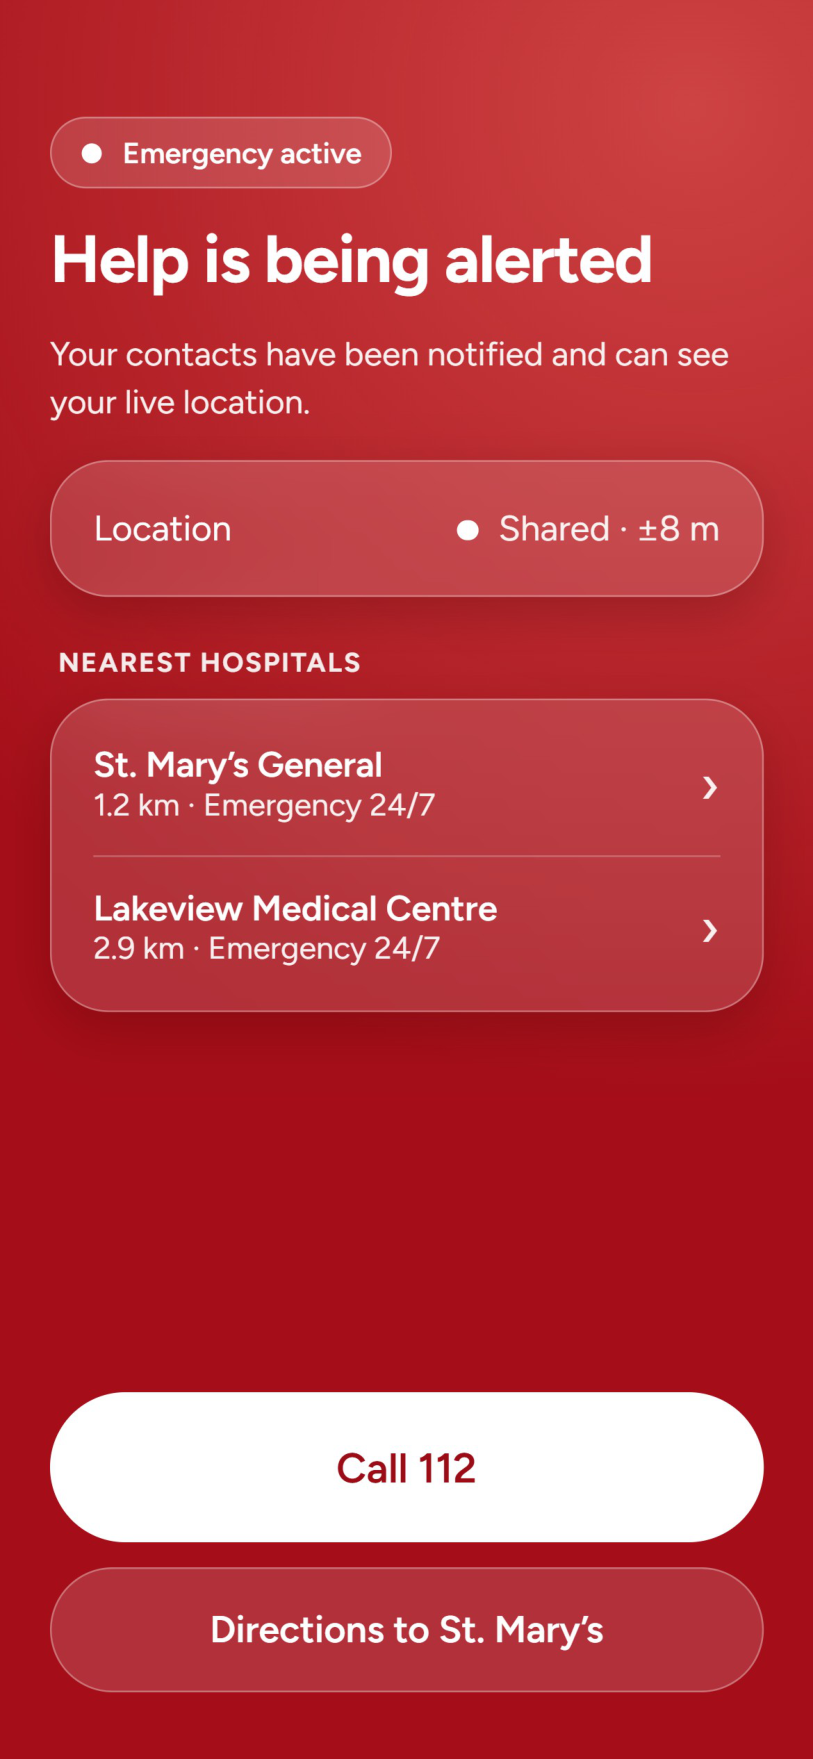 Emergency active
Help is being alerted
Your contacts have been notified and can see
your live location.
Location
Shared · ±8 m
NEAREST HOSPITALS
St. Mary’s General
1.2 km · Emergency 24/7
Lakeview Medical Centre
2.9 km · Emergency 24/7
Call 112
Directions to St. Mary’s